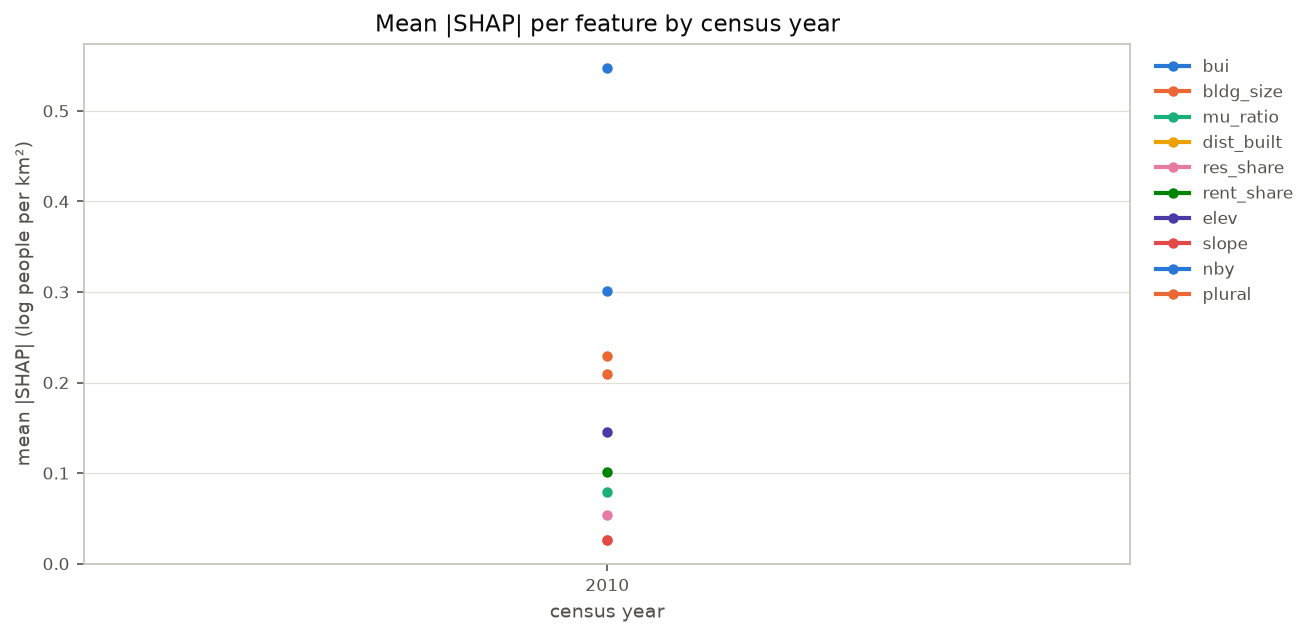 Mean |SHAP| per feature by census year
mean |SHAP| (log people per km²)
0.5
0.4
0.3
0.2
0.1
0.0
2010
census year
bui
bldg_size
mu_ratio
dist_built
res_share
rent_share
elev
slope
nby
plural